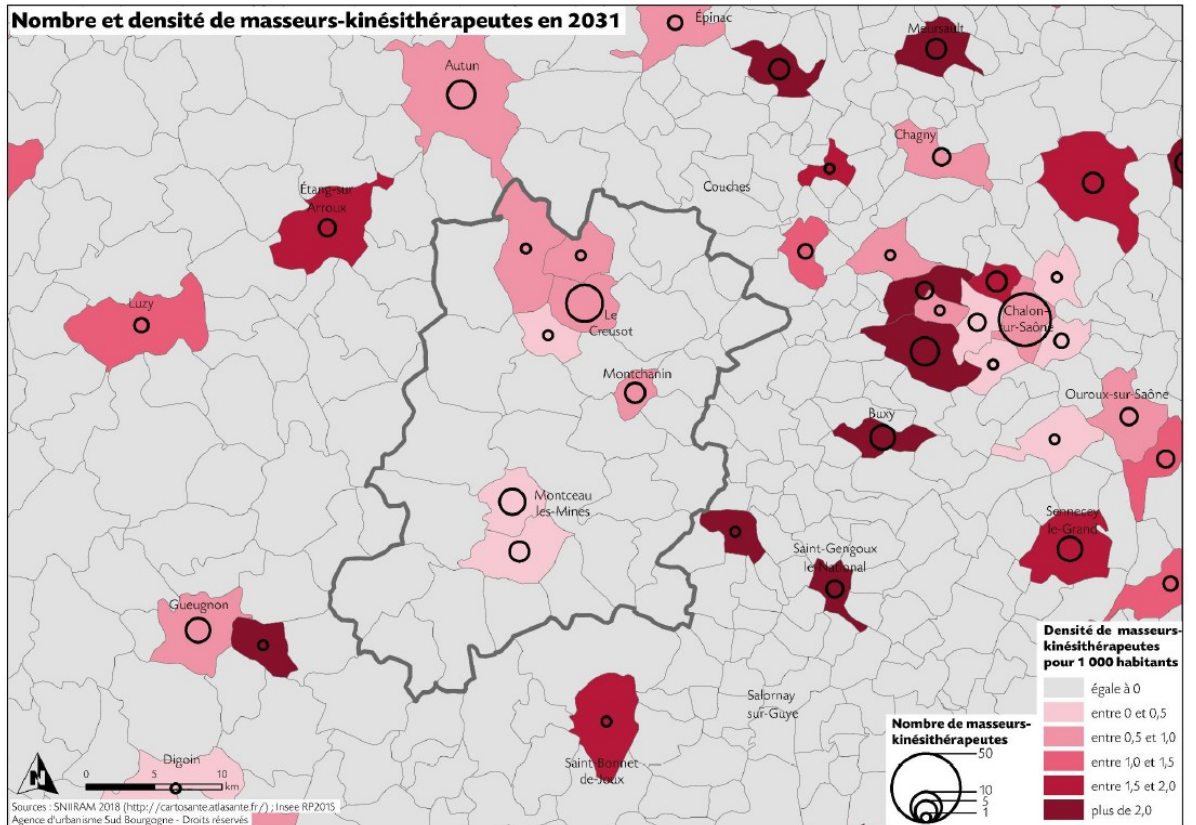 Nombre et densité de masseurs-kinésithérapeutes en 2031
Épinac
Meursault
Autun
Chagny
Couches
Étang-sur
Arroux
Luzy
Le
Creusot
Chalon-
sur-Saône
Montchanin
Ouroux-sur-Saône
Buxy
Montceau
les-Mines
Sennecey
le-Grand
Saint-Gengoux
le-National
Gueugnon
Salornay
sur-Guye
Saint-Bonnet
de-Joux
Digoin
N
0 5 10
km
Sources : SNIIRAM 2018 (http://cartosante.atlasante.fr/) ; Insee RP2015
Agence d'urbanisme Sud Bourgogne - Droits réservés
Nombre de masseurs-
kinésithérapeutes
50
10
5
1
Densité de masseurs-
kinésithérapeutes
pour 1 000 habitants
égale à 0
entre 0 et 0,5
entre 0,5 et 1,0
entre 1,0 et 1,5
entre 1,5 et 2,0
plus de 2,0